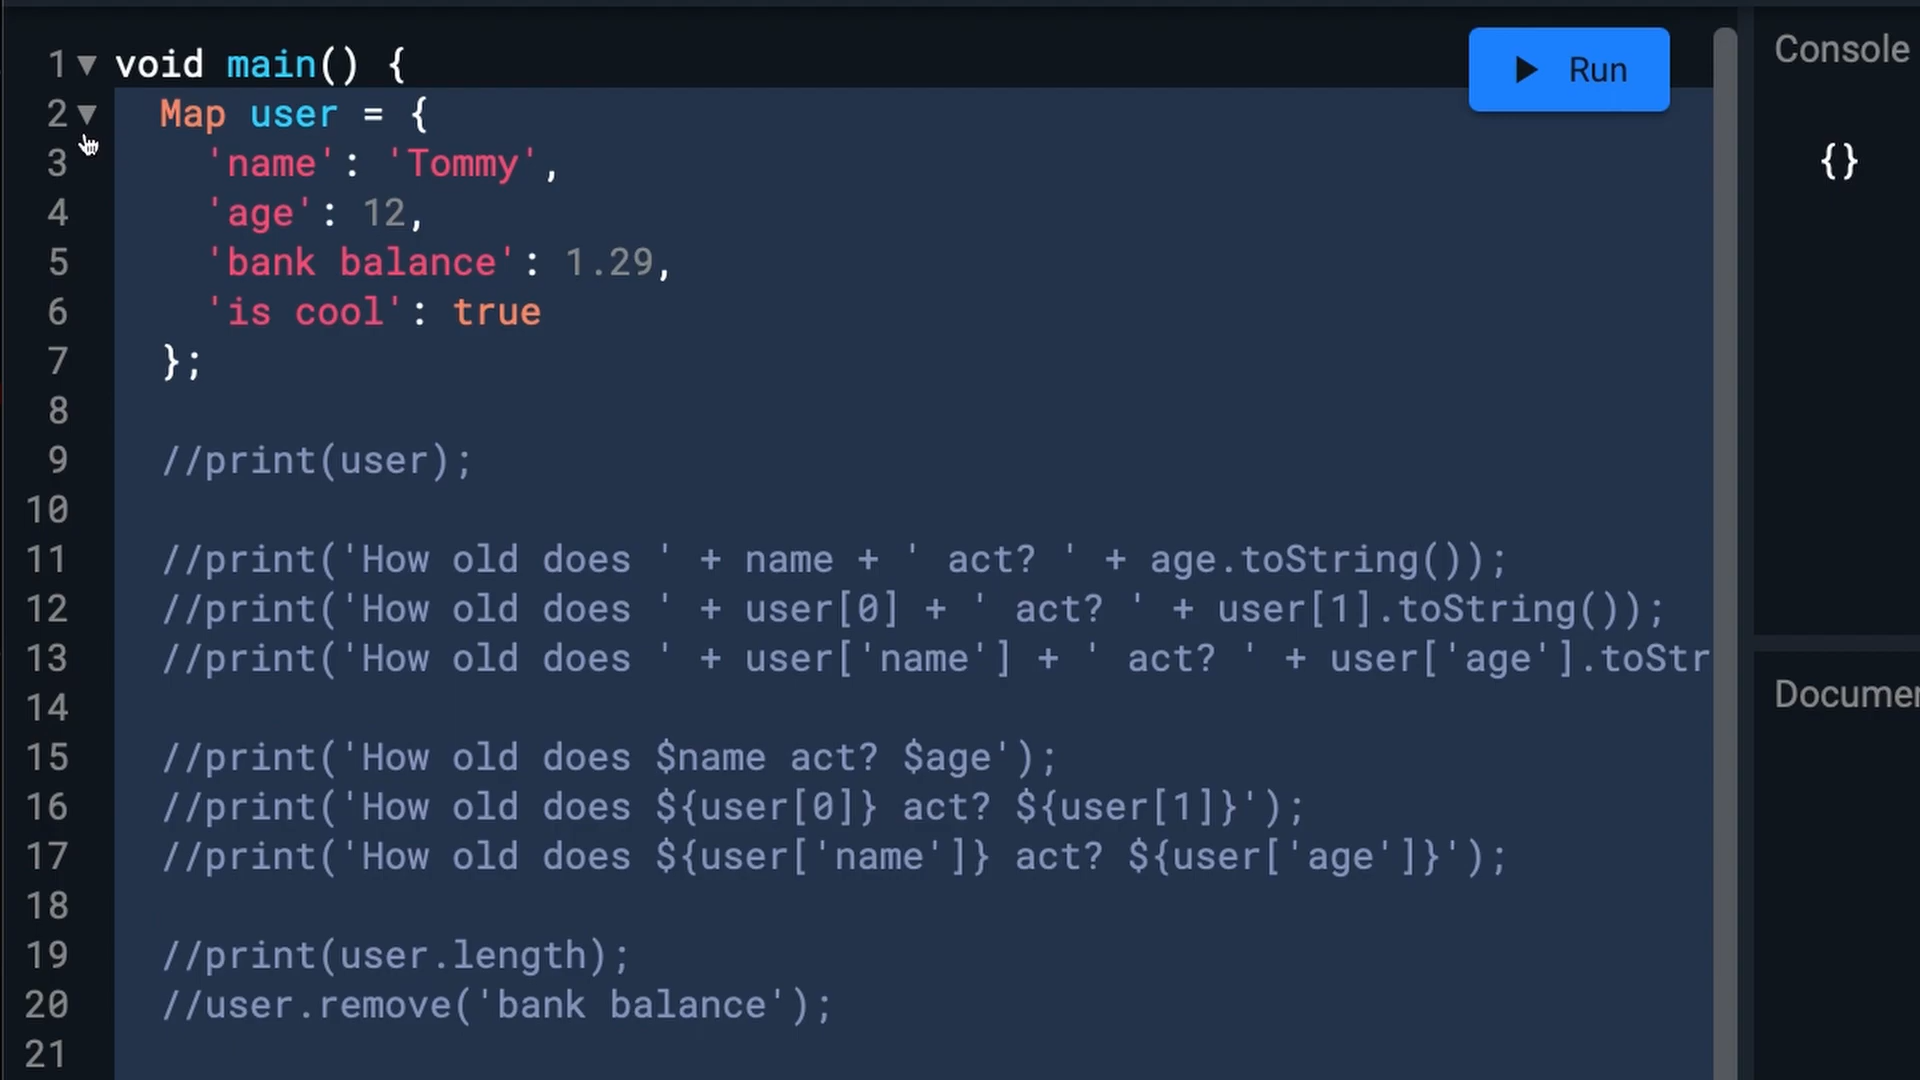 1 void main() {
2 Map user = {
3 'name': 'Tommy',
4 'age': 12,
5 'bank balance': 1.29,
6 'is cool': true
7 };
8
9 //print(user);
10
11 //print('How old does ' + name + ' act? ' + age.toString());
12 //print('How old does ' + user[0] + ' act? ' + user[1].toString());
13 //print('How old does ' + user['name'] + ' act? ' + user['age'].toStr
14
15 //print('How old does $name act? $age');
16 //print('How old does ${user[0]} act? ${user[1]}');
17 //print('How old does ${user['name']} act? ${user['age']}');
18
19 //print(user.length);
20 //user.remove('bank balance');
21
Run
Console
{}
Documen